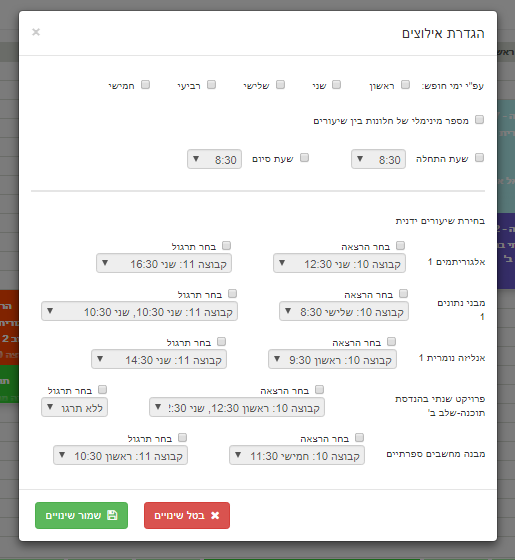 הגדרת אילוצים ×
עפ"י ימי חופש: ראשון שני שלישי רביעי חמישי
מספר מינימלי של חלונות בין שיעורים
שעת התחלה 8:30 שעת סיום 8:30
בחירת שיעורים ידנית
בחר הרצאה בחר תרגול
אלגוריתמים 1 קבוצה 10: שני 12:30 קבוצה 11: שני 16:30
בחר הרצאה בחר תרגול
מבני נתונים קבוצה 10: שלישי 8:30 קבוצה 11: שני 10:30, שני 10:30
1
בחר הרצאה בחר תרגול
אנליזה נומרית 1 קבוצה 10: ראשון 9:30 קבוצה 11: שני 14:30
בחר הרצאה בחר תרגול
פרויקט שנתי בהנדסת
תוכנה-שלב ב' קבוצה 10: ראשון 12:30, שני 2:30 ללא תרגו
בחר הרצאה בחר תרגול
מבנה מחשבים ספרתיים קבוצה 10: חמישי 11:30 קבוצה 11: ראשון 10:30
בטל שינויים שמור שינויים